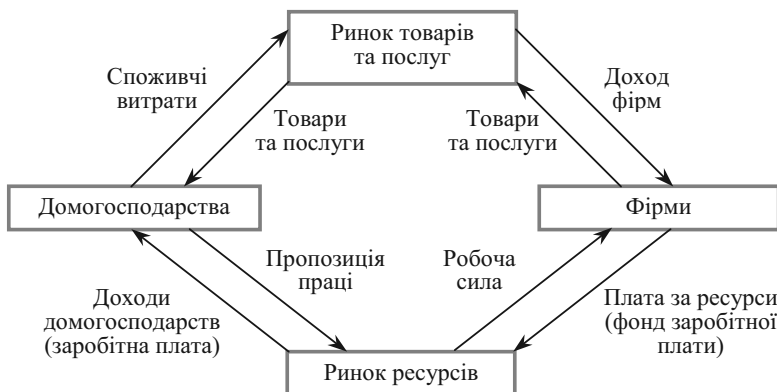 Ринок товарів
та послуг
Споживчі
витрати
Доход
фірм
Товари
та послуги
Товари
та послуги
Домогосподарства
Фірми
Пропозиція
праці
Робоча
сила
Доходи
домогосподарств
(заробітна плата)
Плата за ресурси
(фонд заробітної
плати)
Ринок ресурсів